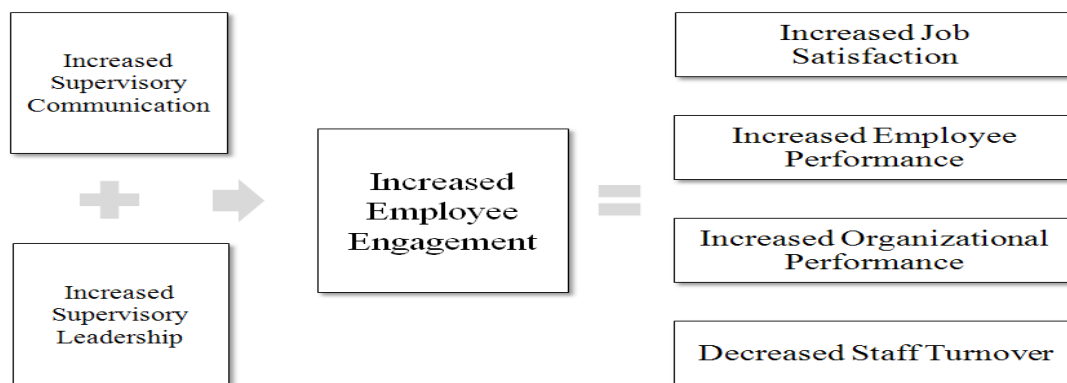 Increased
Supervisory
Communication
Increased
Supervisory
Leadership
Increased
Employee
Engagement
Increased Job
Satisfaction
Increased Employee
Performance
Increased Organizational
Performance
Decreased Staff Turnover